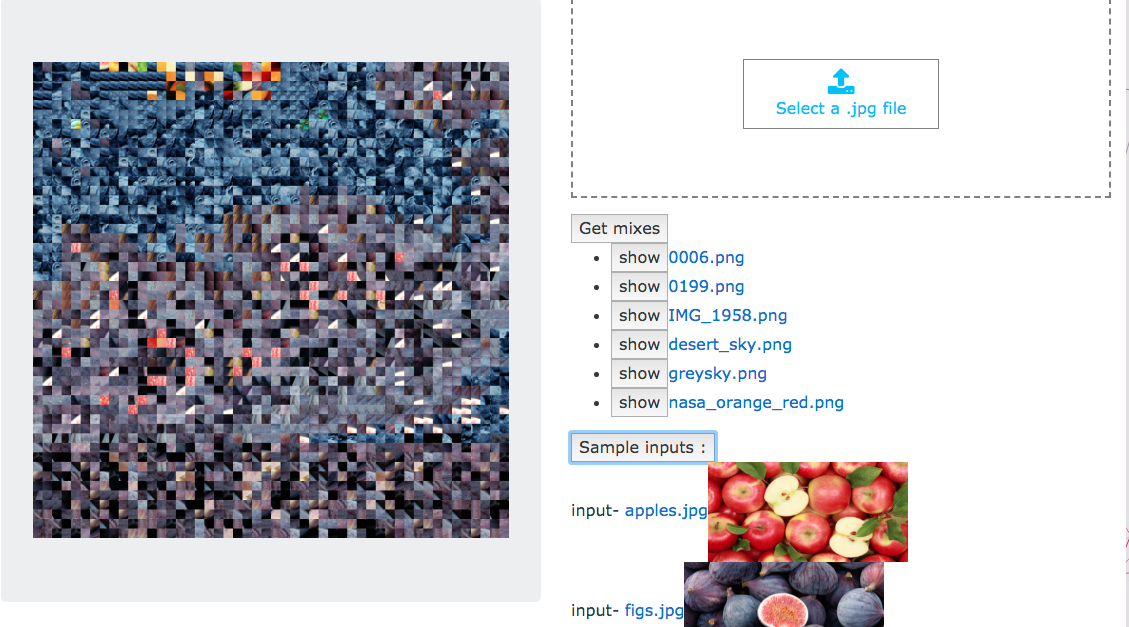 Select a .jpg file
Get mixes
show 0006.png
show 0199.png
show IMG_1958.png
show desert_sky.png
show greysky.png
show nasa_orange_red.png
Sample inputs :
input- apples.jpg
input- figs.jpg